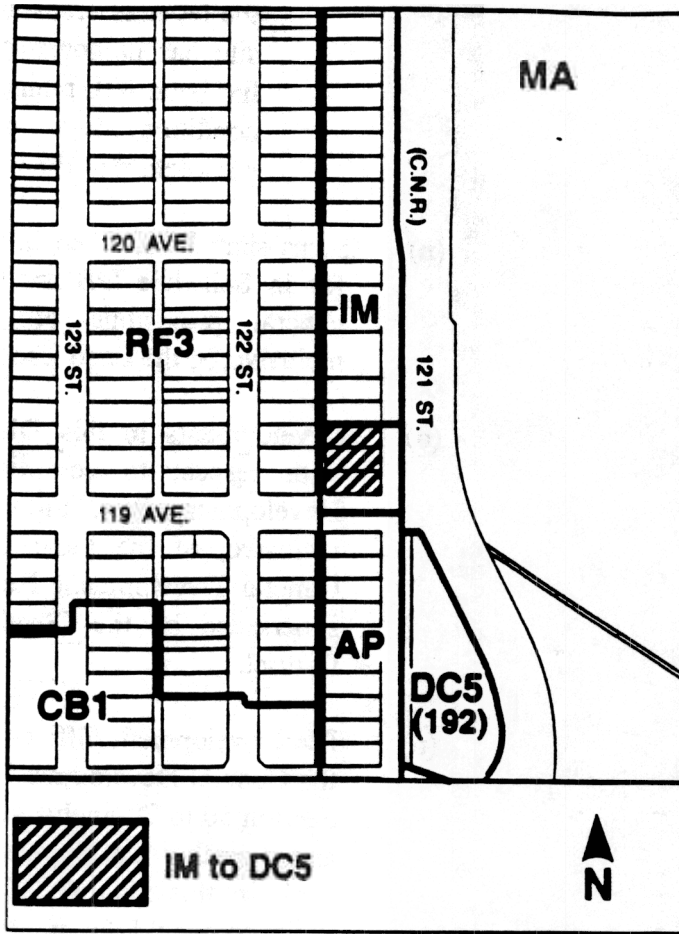 MA
(C.N.R.)
120 AVE.
IM
123 ST.
RF3
122 ST.
121 ST.
119 AVE.
AP
CB1
DC5
(192)
IM to DC5
N